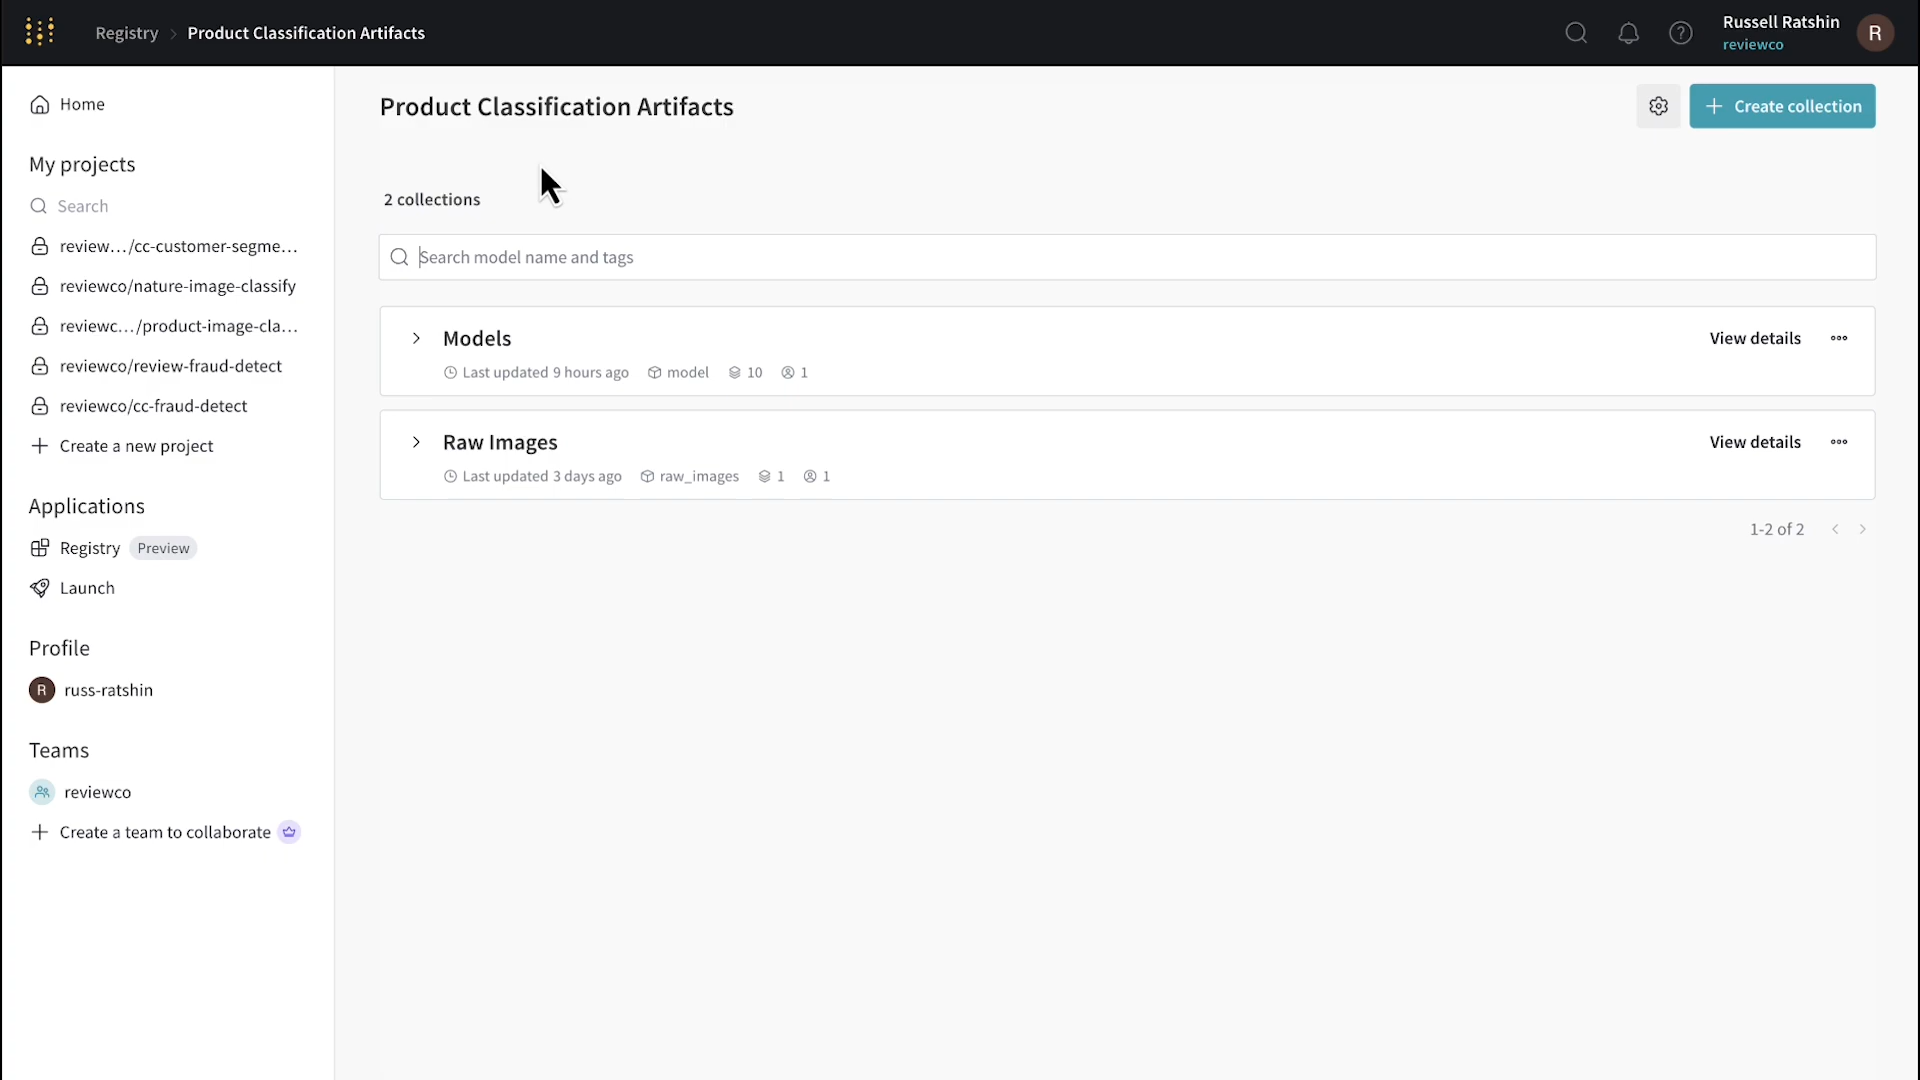 Registry > Product Classification Artifacts
Russell Ratshin
reviewco
R
Home
My projects
Search
review.../cc-customer-segme...
reviewco/nature-image-classify
reviewc.../product-image-cla...
reviewco/review-fraud-detect
reviewco/cc-fraud-detect
Create a new project
Applications
Registry Preview
Launch
Profile
R russ-ratshin
Teams
reviewco
Create a team to collaborate
Product Classification Artifacts
Create collection
2 collections
Search model name and tags
Models
View details
Last updated 9 hours ago model 10 1
Raw Images
View details
Last updated 3 days ago raw_images 1 1
1-2 of 2